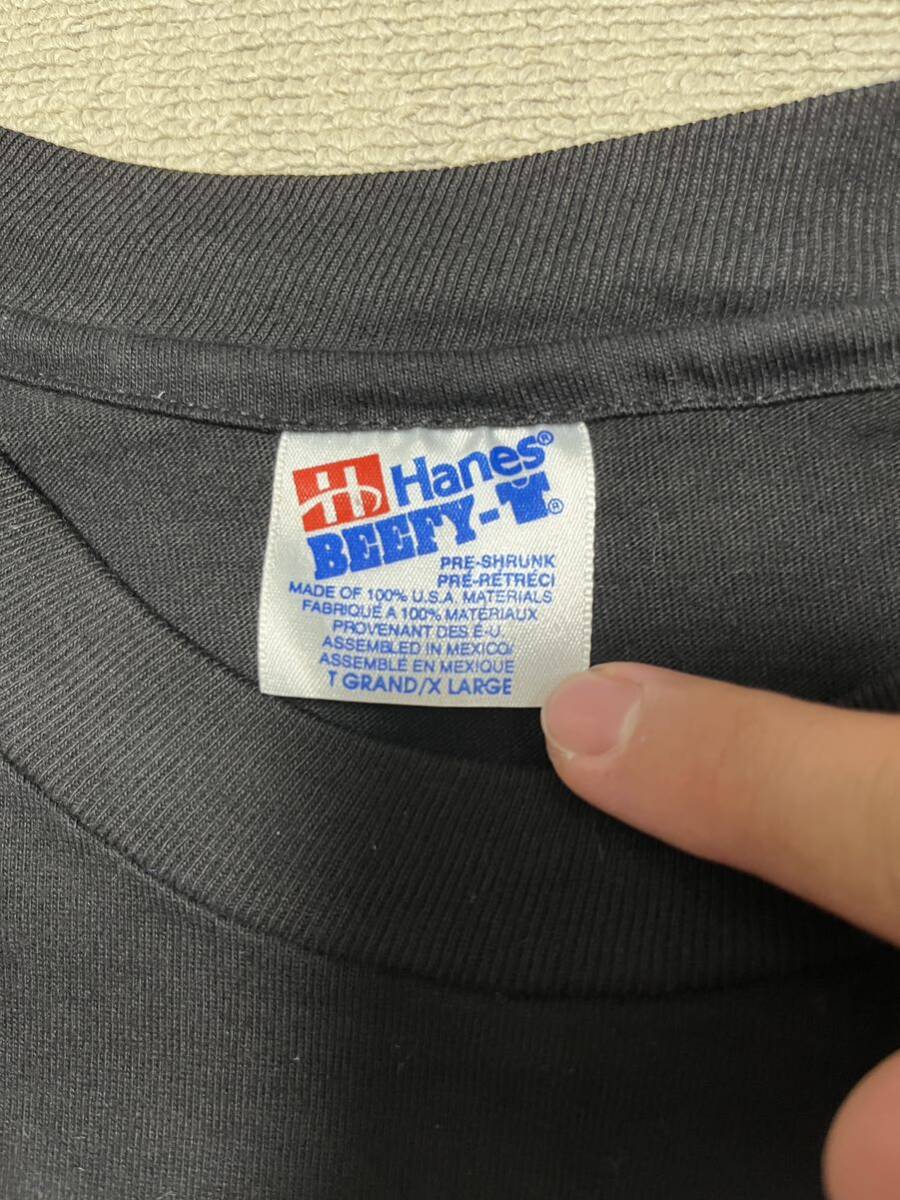 H Hanes®
BEEFY-T®
PRE-SHRUNK
PRÉ-RÉTRÉCI
MADE OF 100% U.S.A. MATERIALS
FABRIQUÉ A 100% MATÉRIAUX
PROVENANT DES É-U.
ASSEMBLED IN MEXICO/
ASSEMBLÉ EN MEXIQUE
T GRAND/X LARGE